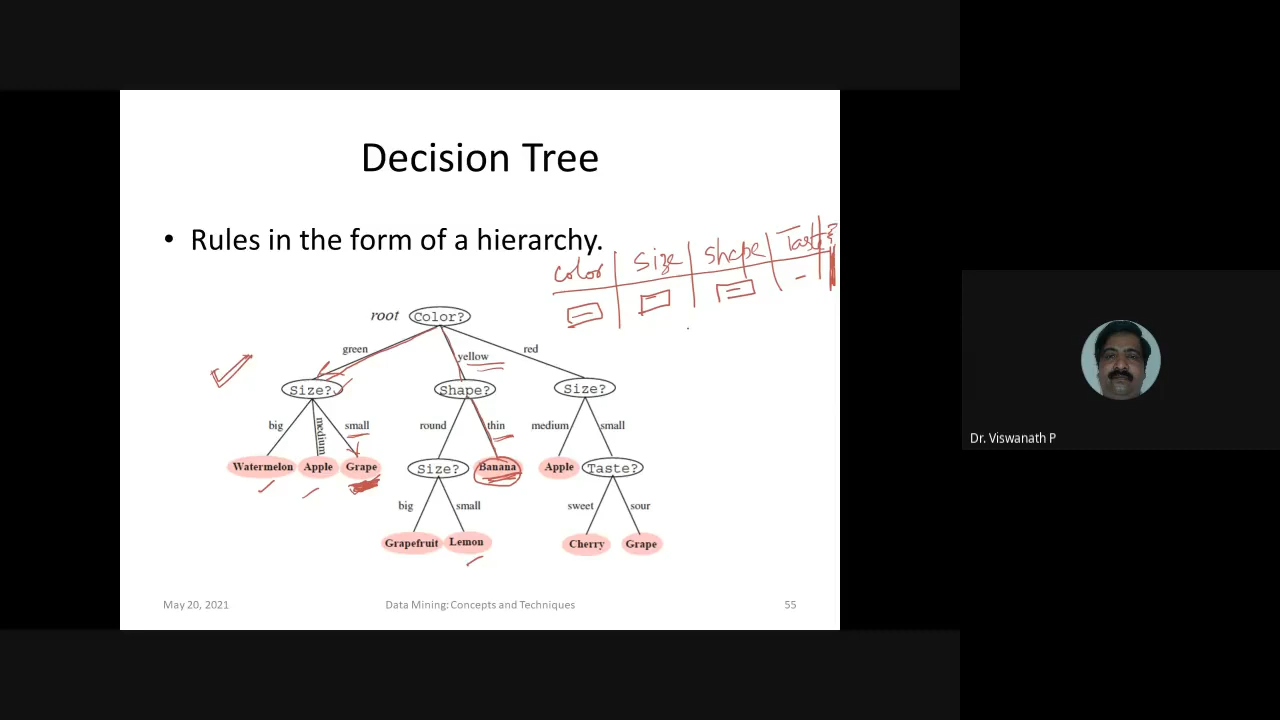 Decision Tree
• Rules in the form of a hierarchy.
color Size Shape Taste ?
root Color?
green yellow red
Size? Shape? Size?
big medium small round thin medium small
Watermelon Apple Grape Size? Banana Apple Taste?
big small sweet sour
Grapefruit Lemon Cherry Grape
May 20, 2021 Data Mining: Concepts and Techniques 55
Dr. Viswanath P